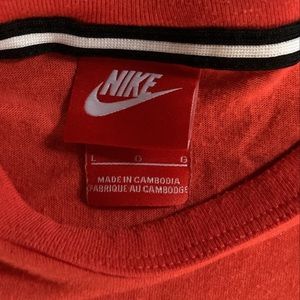 NIKE
L G G
MADE IN CAMBODIA
FABRIQUE AU CAMBODGE